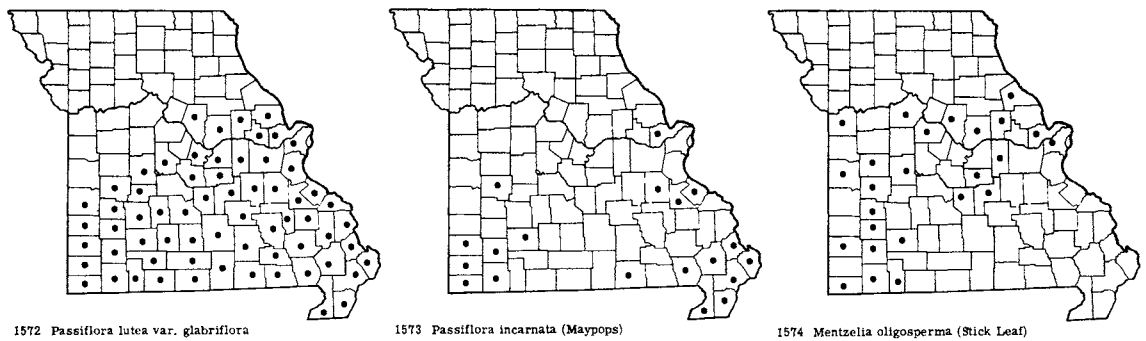 1572 Passiflora lutea var. glabriflora
1573 Passiflora incarnata (Maypops)
1574 Mentzelia oligosperma (Stick Leaf)